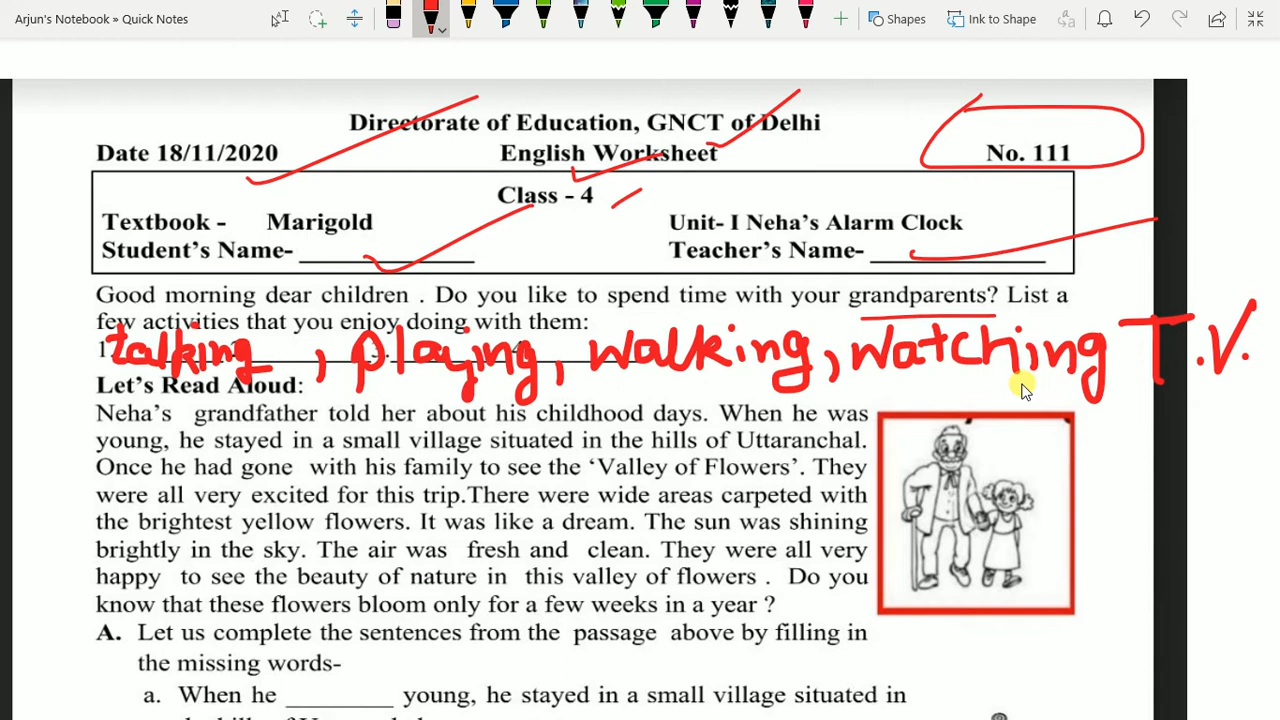 Arjun's Notebook » Quick Notes
Shapes
Ink to Shape
Directorate of Education, GNCT of Delhi
Date 18/11/2020 English Worksheet No. 111
Class - 4
Textbook - Marigold Unit- I Neha's Alarm Clock
Student's Name- __________ Teacher's Name- __________
Good morning dear children . Do you like to spend time with your grandparents? List a
few activities that you enjoy doing with them:
talking , playing, walking, watching T.V.
Let's Read Aloud:
Neha's grandfather told her about his childhood days. When he was
young, he stayed in a small village situated in the hills of Uttaranchal.
Once he had gone with his family to see the 'Valley of Flowers'. They
were all very excited for this trip.There were wide areas carpeted with
the brightest yellow flowers. It was like a dream. The sun was shining
brightly in the sky. The air was fresh and clean. They were all very
happy to see the beauty of nature in this valley of flowers . Do you
know that these flowers bloom only for a few weeks in a year ?
A. Let us complete the sentences from the passage above by filling in
the missing words-
a. When he ________ young, he stayed in a small village situated in